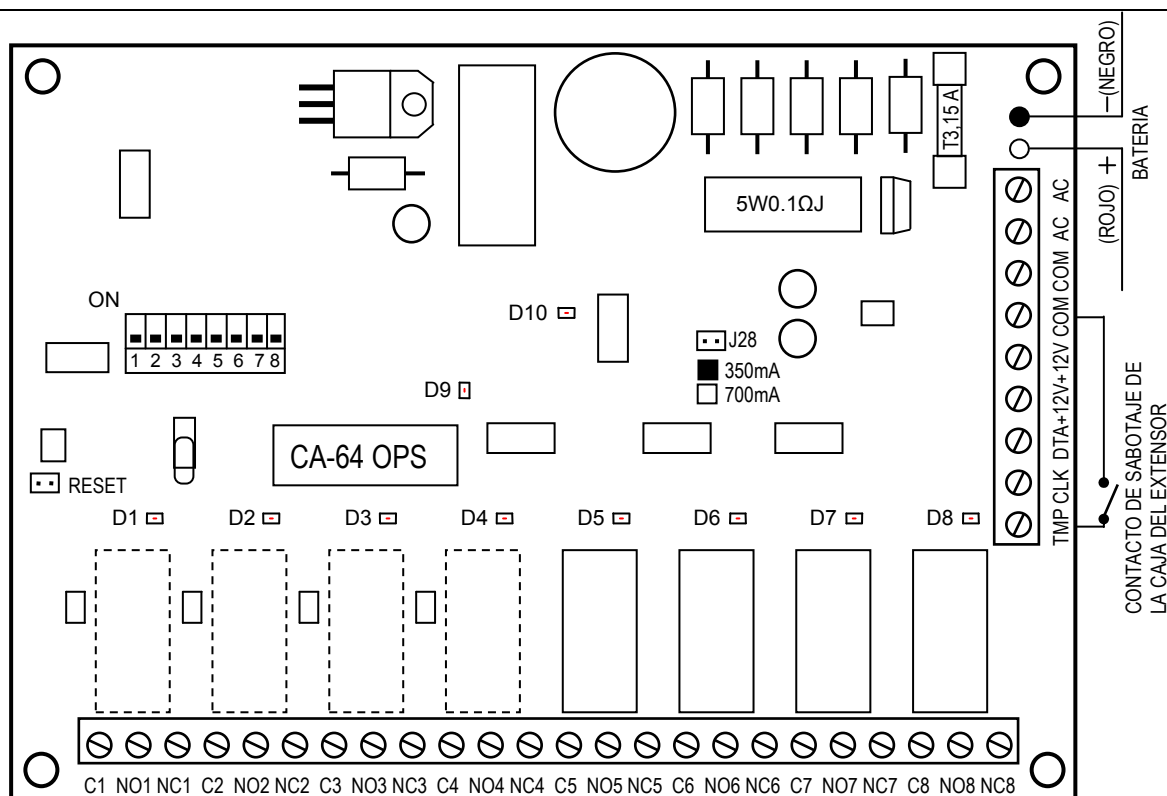 −(NEGRO)
(ROJO) +
BATERIA
T3,15 A
5W0.1ΩJ
AC
AC
COM
COM
+12V
+12V
DTA
CLK
TMP
ON
1 2 3 4 5 6 7 8
D10
J28
350mA
700mA
D9
CA-64 OPS
RESET
CONTACTO DE SABOTAJE DE
LA CAJA DEL EXTENSOR
D1 D2 D3 D4 D5 D6 D7 D8
C1 NO1 NC1 C2 NO2 NC2 C3 NO3 NC3 C4 NO4 NC4 C5 NO5 NC5 C6 NO6 NC6 C7 NO7 NC7 C8 NO8 NC8